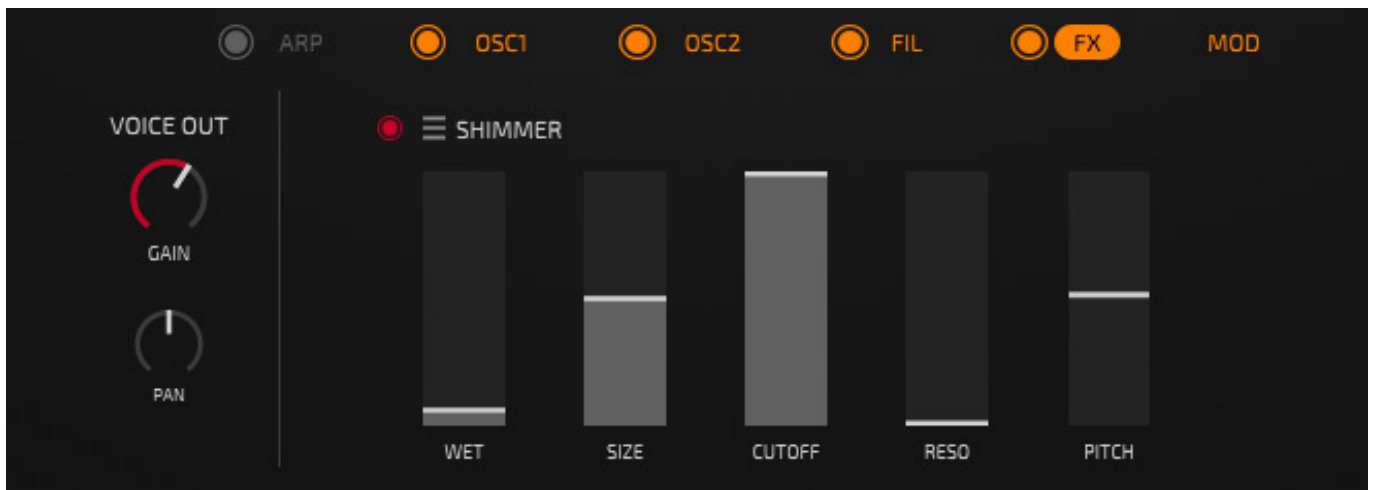 ARP OSC1 OSC2 FIL FX MOD
VOICE OUT
GAIN
PAN
SHIMMER
WET SIZE CUTOFF RESO PITCH